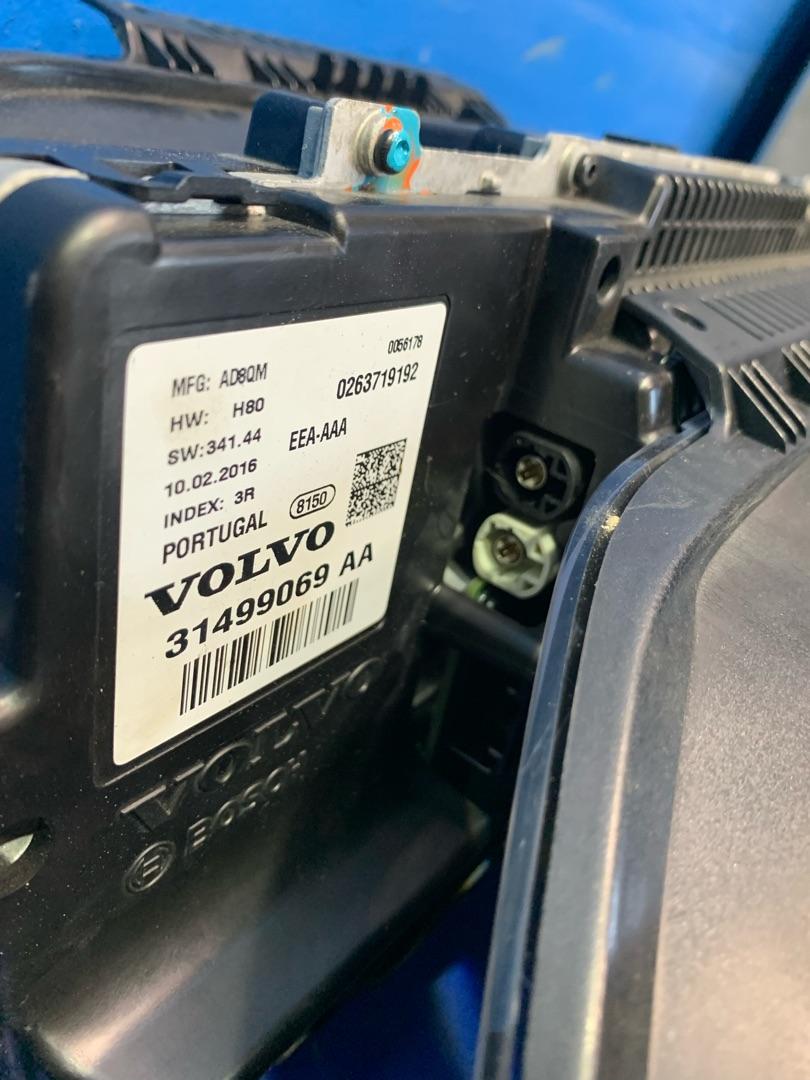 0056178
MFG: AD8QM
0263719192
HW: H80
EEA-AAA
SW:341.44
10.02.2016
INDEX: 3R
8150
PORTUGAL
VOLVO
31499069 AA
VOLVO
BOSCH